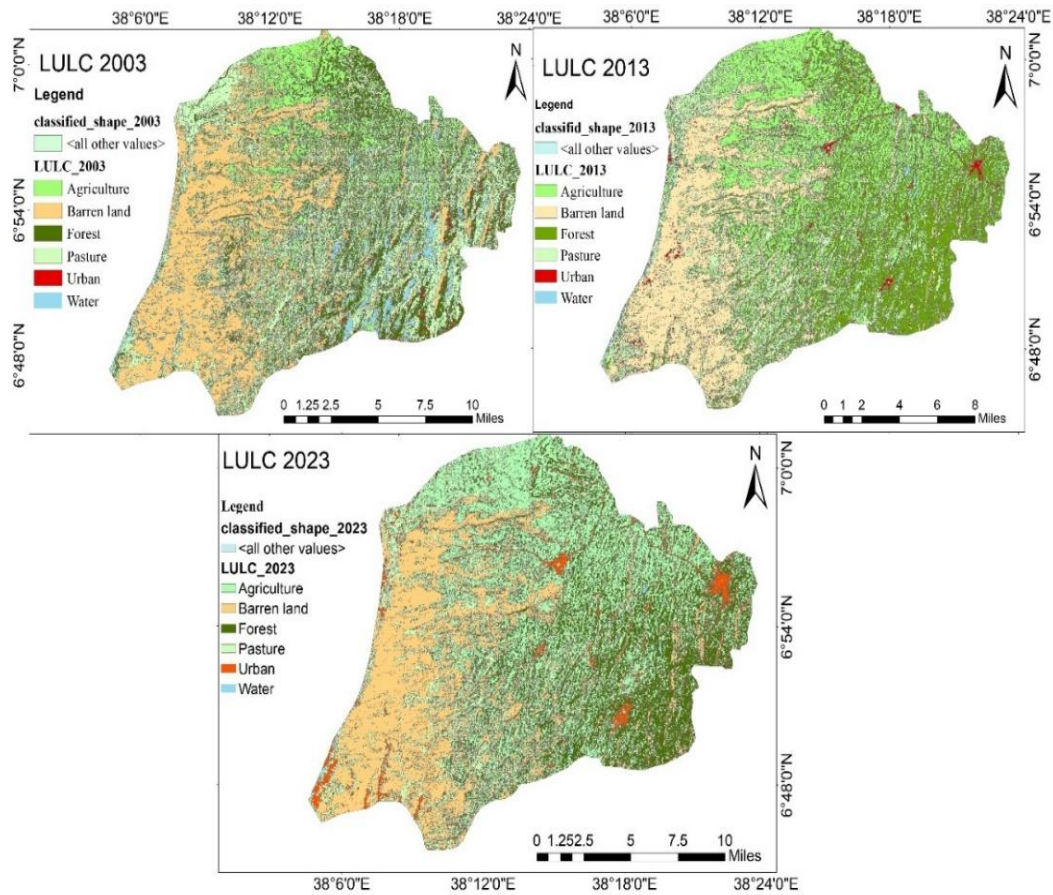 38°6'0"E 38°12'0"E 38°18'0"E 38°24'0"E
LULC 2003
N
Legend
classified_shape_2003
<all other values>
LULC_2003
Agriculture
Barren land
Forest
Pasture
Urban
Water
7°0'0"N
6°54'0"N
6°48'0"N
0 1.25 2.5 5 7.5 10
Miles
38°6'0"E 38°12'0"E 38°18'0"E 38°24'0"E
LULC 2013
N
Legend
classifid_shape_2013
<all other values>
LULC_2013
Agriculture
Barren land
Forest
Pasture
Urban
Water
7°0'0"N
6°54'0"N
6°48'0"N
0 1 2 4 6 8
Miles
LULC 2023
N
Legend
classified_shape_2023
<all other values>
LULC_2023
Agriculture
Barren land
Forest
Pasture
Urban
Water
7°0'0"N
6°54'0"N
6°48'0"N
0 1.252.5 5 7.5 10
Miles
38°6'0"E 38°12'0"E 38°18'0"E 38°24'0"E